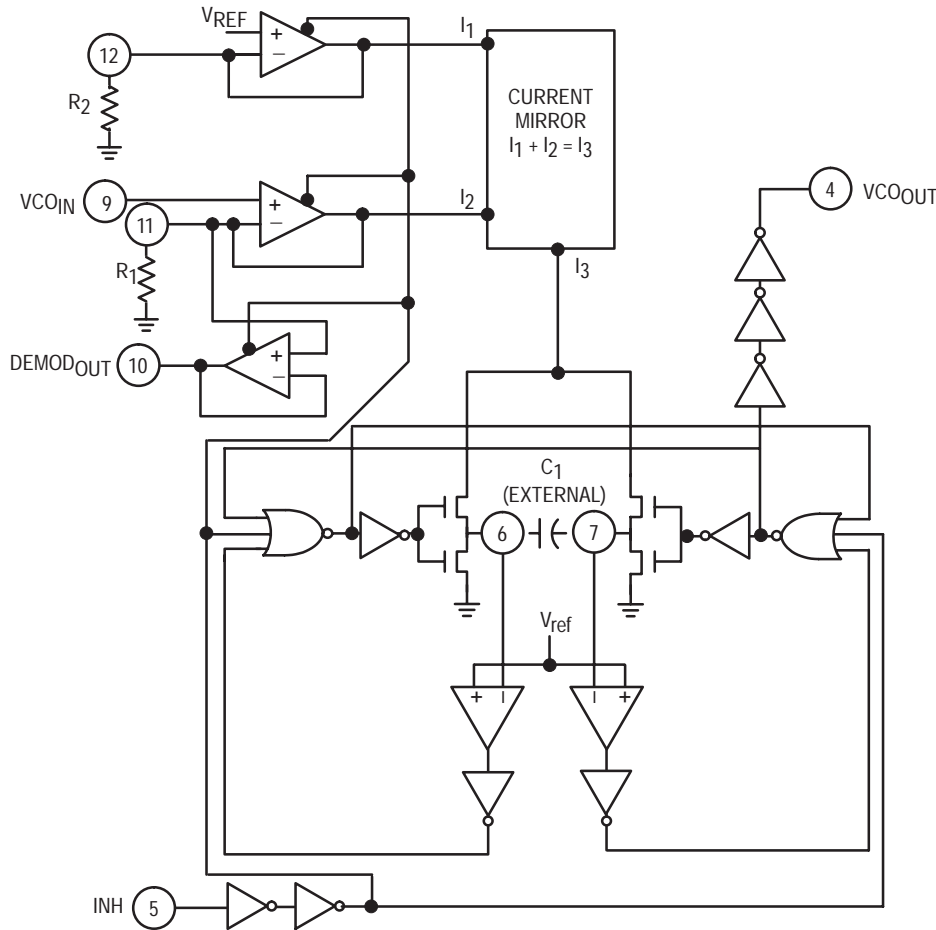 VREF
I1
12
+
−
R2
CURRENT
MIRROR
I1 + I2 = I3
VCOIN
9
+
−
I2
4
VCOOUT
11
R1
I3
DEMODOUT
10
+
−
C1
(EXTERNAL)
6
7
Vref
+
−
−
+
INH
5